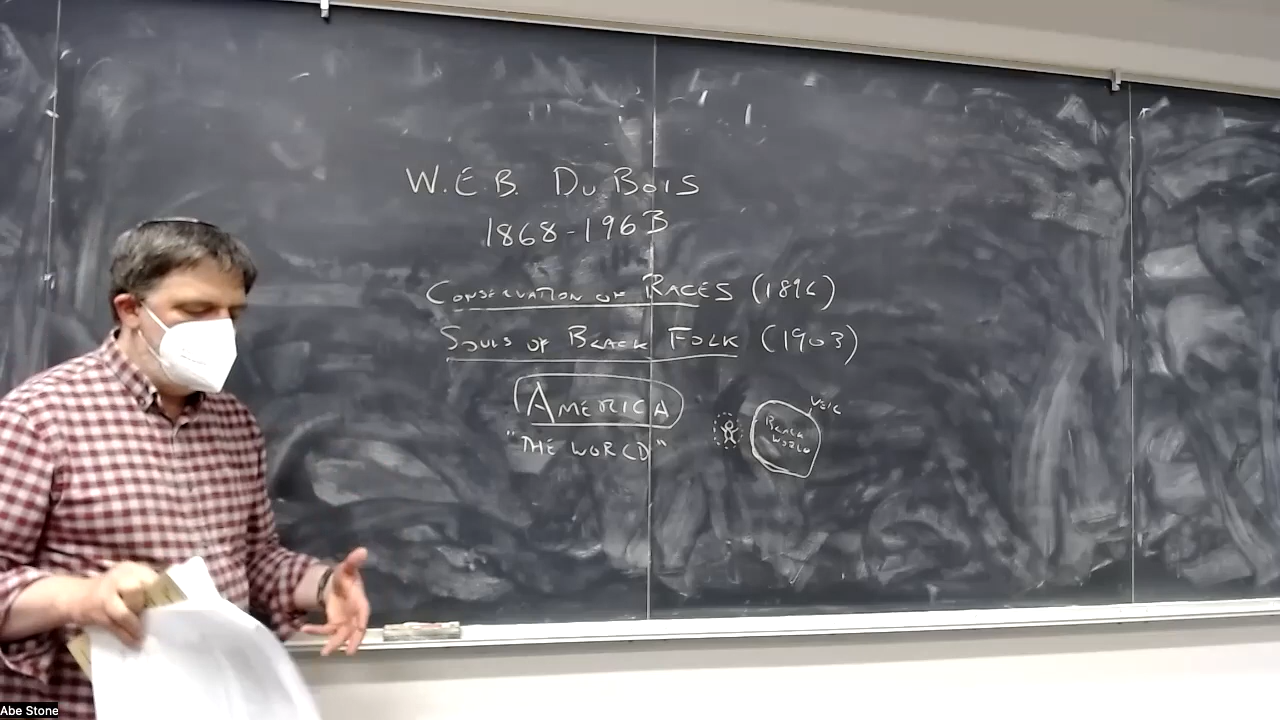 W.E.B. DU BOIS
1868-1963
CONSERVATION OF RACES (1896)
SOULS OF BLACK FOLK (1903)
AMERICA
"THE WORLD"
VEIL
BLACK
WORLD
Abe Stone